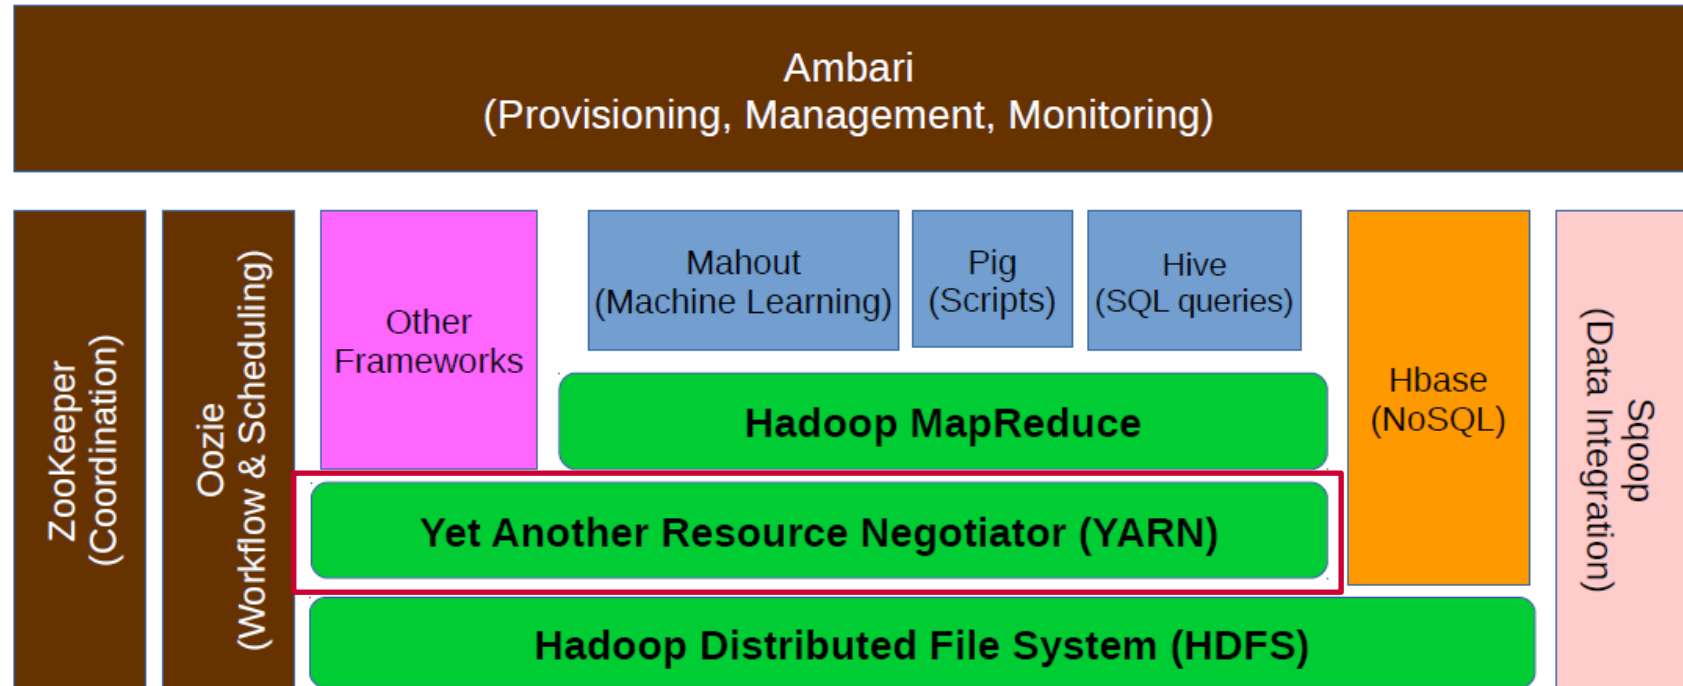 Ambari
(Provisioning, Management, Monitoring)
ZooKeeper
(Coordination)
Oozie
(Workflow & Scheduling)
Other
Frameworks
Mahout
(Machine Learning)
Pig
(Scripts)
Hive
(SQL queries)
Hadoop MapReduce
Hbase
(NoSQL)
Sqoop
(Data Integration)
Yet Another Resource Negotiator (YARN)
Hadoop Distributed File System (HDFS)